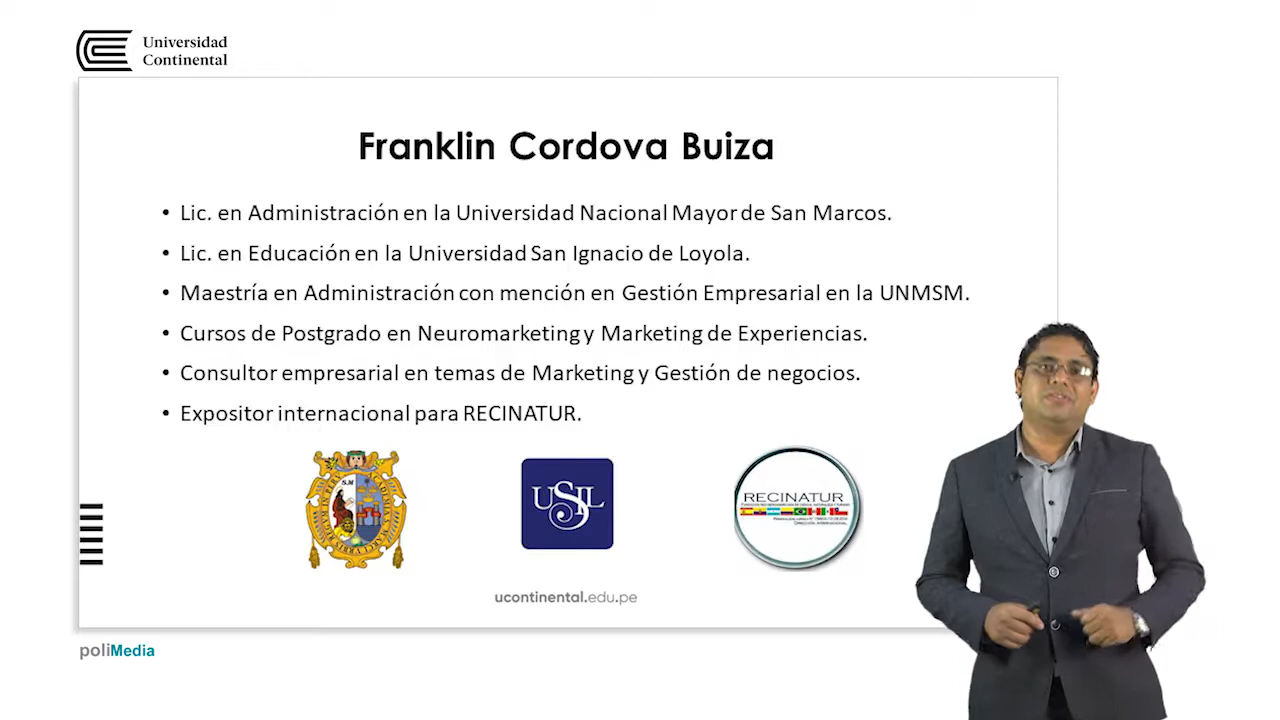 Universidad
Continental
Franklin Cordova Buiza
• Lic. en Administración en la Universidad Nacional Mayor de San Marcos.
• Lic. en Educación en la Universidad San Ignacio de Loyola.
• Maestría en Administración con mención en Gestión Empresarial en la UNMSM.
• Cursos de Postgrado en Neuromarketing y Marketing de Experiencias.
• Consultor empresarial en temas de Marketing y Gestión de negocios.
• Expositor internacional para RECINATUR.
S.M
USIL
RECINATUR
ucontinental.edu.pe
poliMedia